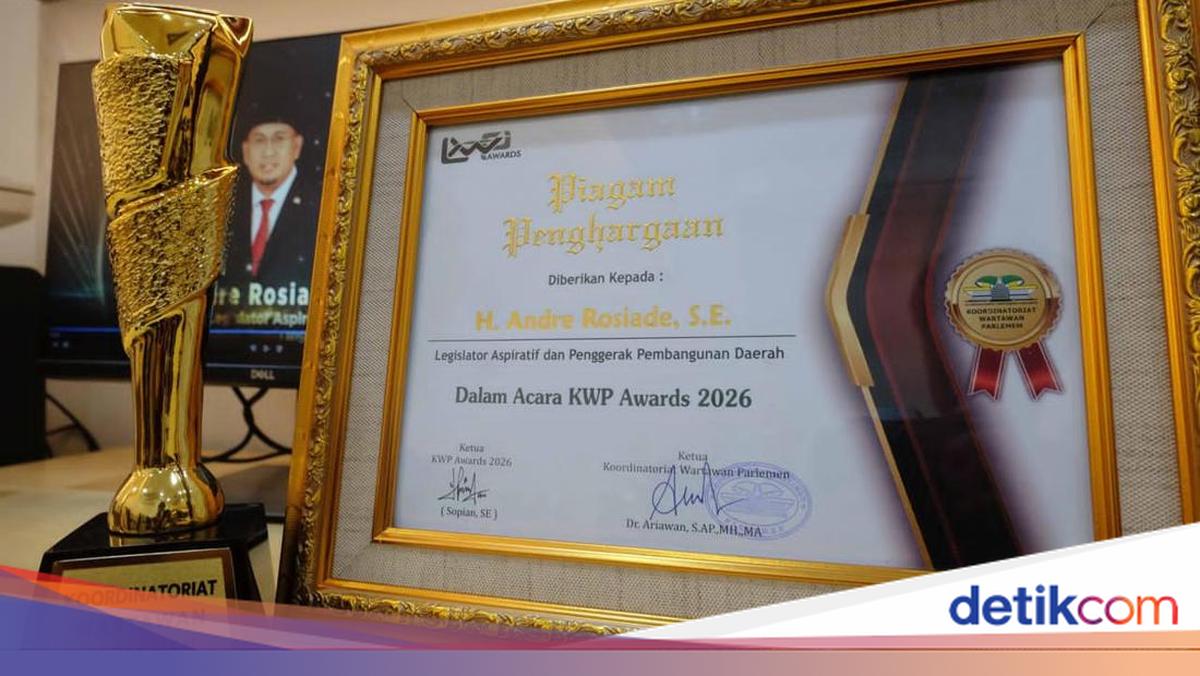 KWP
AWARDS
Piagam
Penghargaan
Diberikan Kepada :
H. Andre Rosiade, S.E.
Legislator Aspiratif dan Penggerak Pembangunan Daerah
Dalam Acara KWP Awards 2026
Ketua
KWP Awards 2026
( Sopian, SE )
Ketua
Koordinatoriat Wartawan Parlemen
Dr. Ariawan, S.AP.,MH.,MA
KOORDINATORIAT
WARTAWAN
PARLEMEN
dre Rosia
DELL
KOORDINATORIAT
WARTAWAN
detikcom